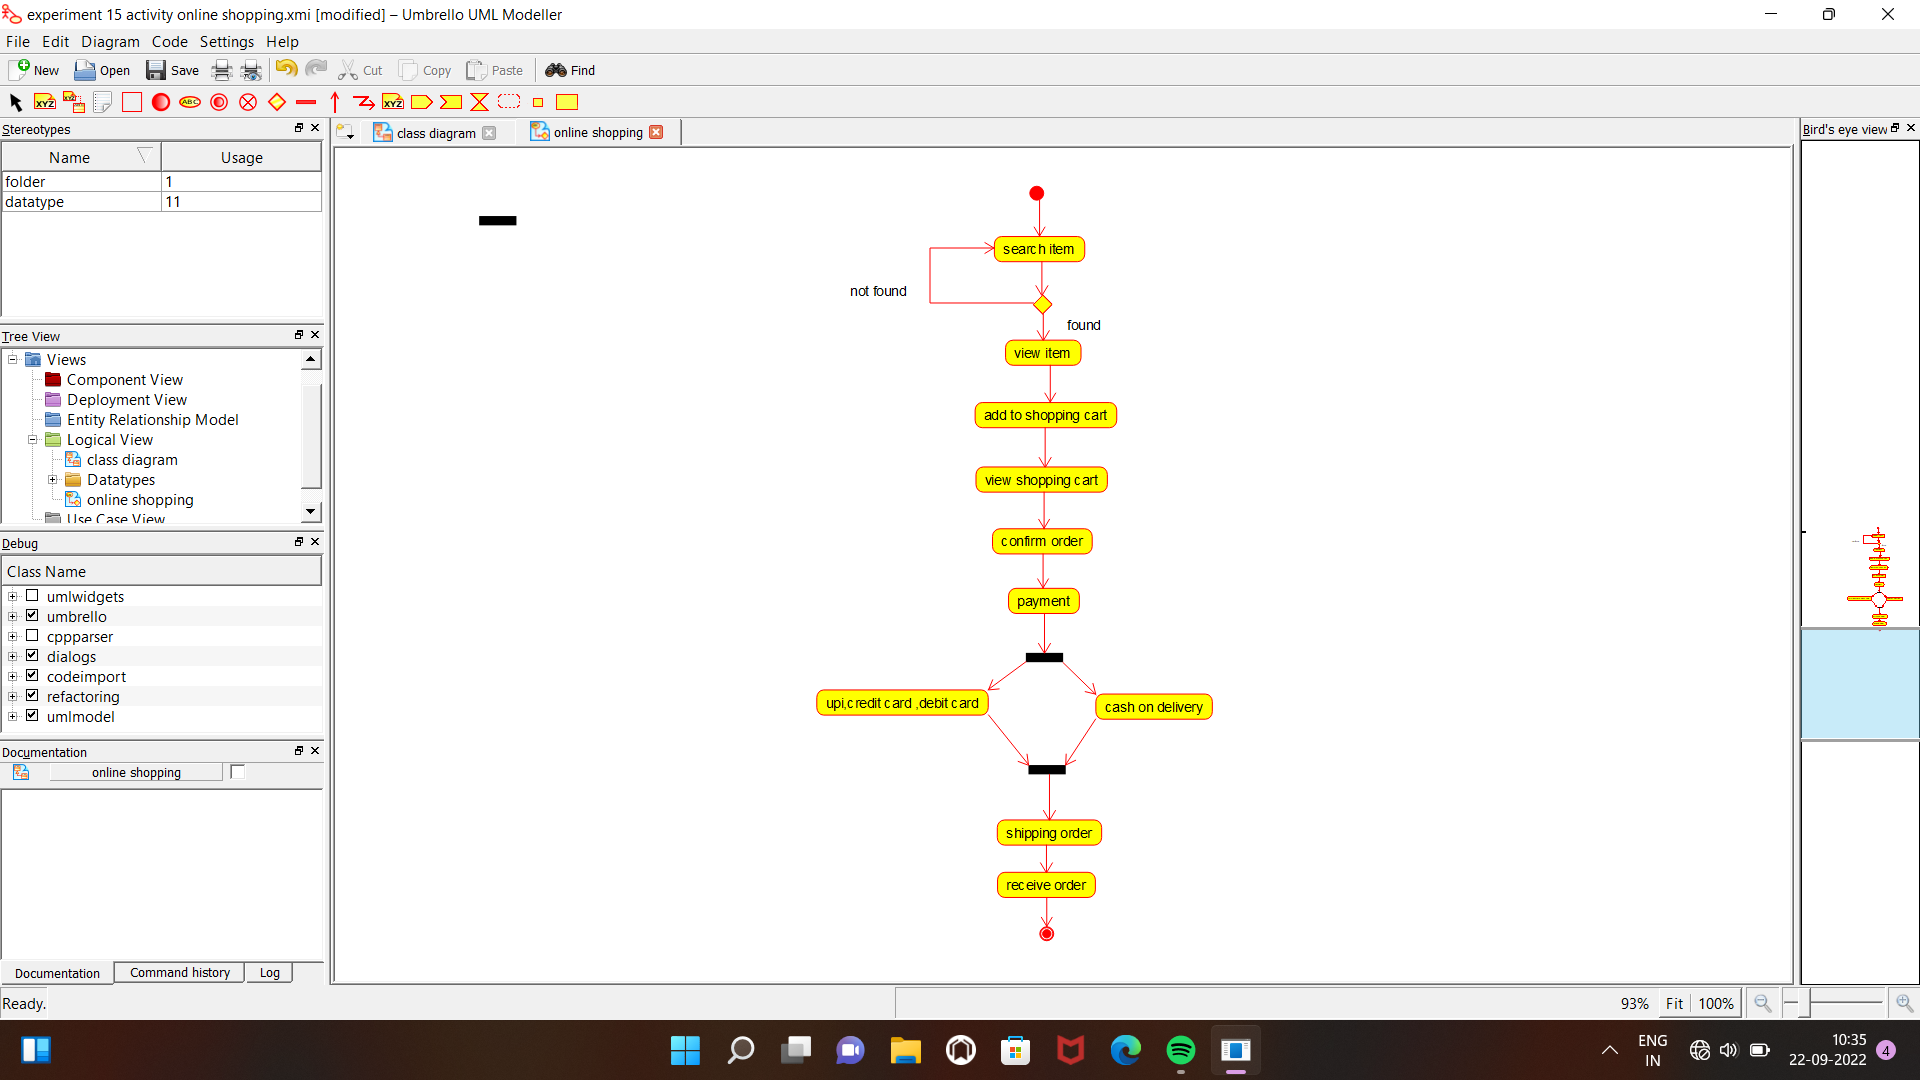 experiment 15 activity online shopping.xmi [modified] – Umbrello UML Modeller
File Edit Diagram Code Settings Help
New Open Save Cut Copy Paste Find
XYZ ABC XYZ
Stereotypes
Name Usage
folder 1
datatype 11
Tree View
Views
Component View
Deployment View
Entity Relationship Model
Logical View
class diagram
Datatypes
online shopping
Use Case View
Debug
Class Name
umlwidgets
umbrello
cppparser
dialogs
codeimport
refactoring
umlmodel
Documentation
online shopping
Documentation Command history Log
Ready.
class diagram online shopping
search item
not found
found
view item
add to shopping cart
view shopping cart
confirm order
payment
upi,credit card ,debit card
cash on delivery
shipping order
receive order
Bird's eye view
93% Fit 100%
ENG
IN
10:35
22-09-2022
4